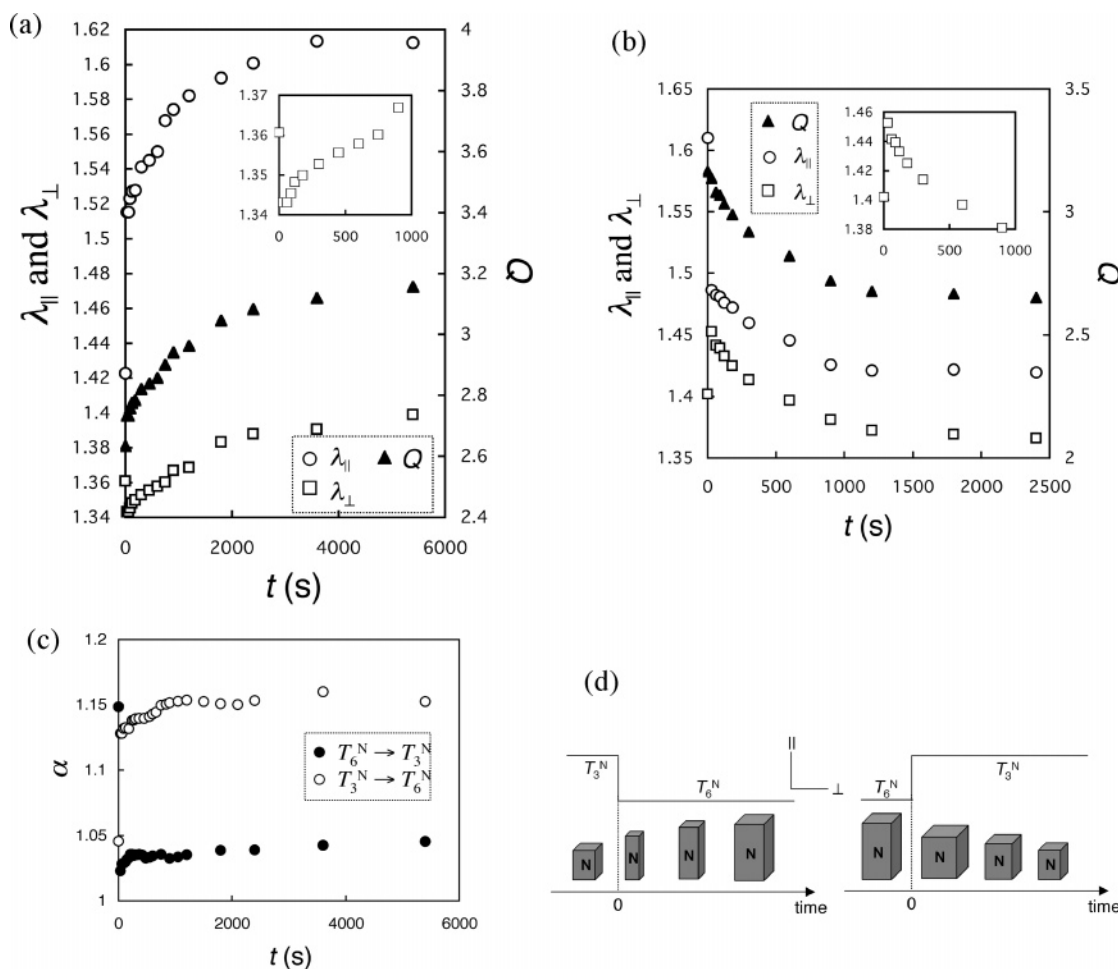 (a)
1.62
1.6
1.58
1.56
1.54
1.52
1.5
1.48
1.46
1.44
1.42
1.4
1.38
1.36
1.34
λ∥ and λ⊥
4
3.8
3.6
3.4
3.2
3
2.8
2.6
2.4
Q
1.37
1.36
1.35
1.34
0 500 1000
λ∥ Q
λ⊥
0 2000 4000 6000
t (s)
(b)
1.65
1.6
1.55
1.5
1.45
1.4
1.35
λ∥ and λ⊥
3.5
3
2.5
2
Q
Q
λ∥
λ⊥
1.46
1.44
1.42
1.4
1.38
0 500 1000
0 500 1000 1500 2000 2500
t (s)
(c)
1.2
1.15
1.1
1.05
1
α
T₆ᴺ → T₃ᴺ
T₃ᴺ → T₆ᴺ
0 2000 4000 6000
t (s)
(d)
T₃ᴺ
T₆ᴺ
∥
⊥
N N N N
0 time
T₆ᴺ
T₃ᴺ
N N N N
0 time